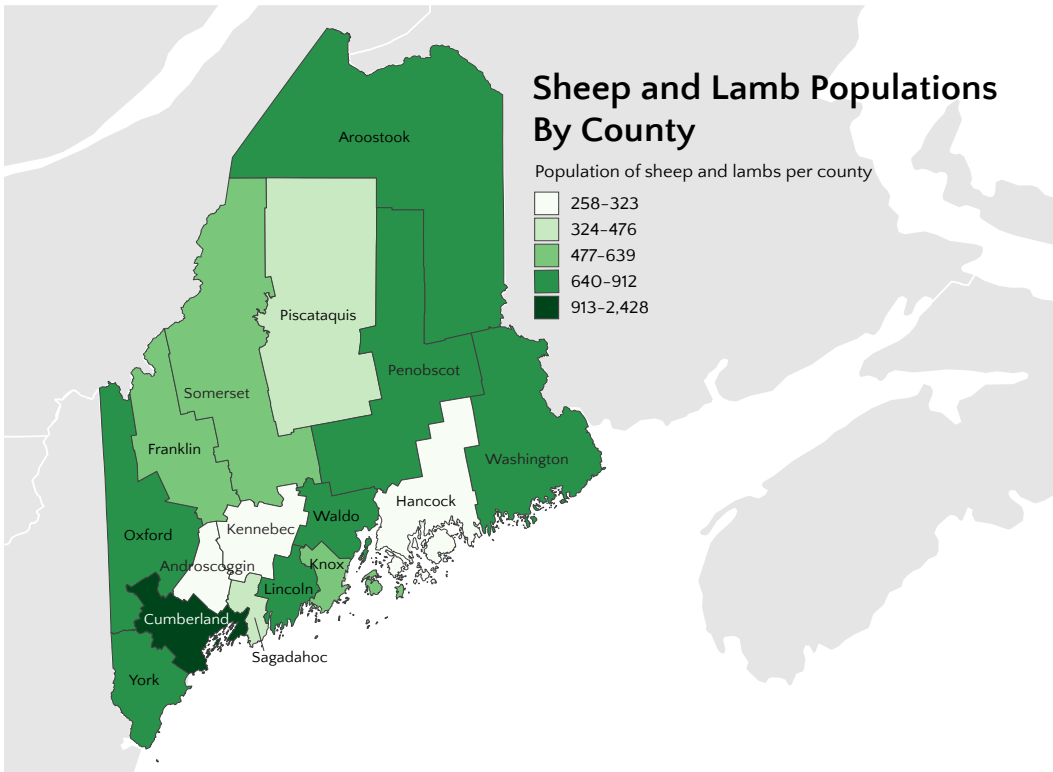 Sheep and Lamb Populations
By County
Population of sheep and lambs per county
258-323
324-476
477-639
640-912
913-2,428
Aroostook
Piscataquis
Penobscot
Somerset
Franklin
Washington
Hancock
Waldo
Kennebec
Oxford
Knox
Androscoggin
Lincoln
Cumberland
Sagadahoc
York